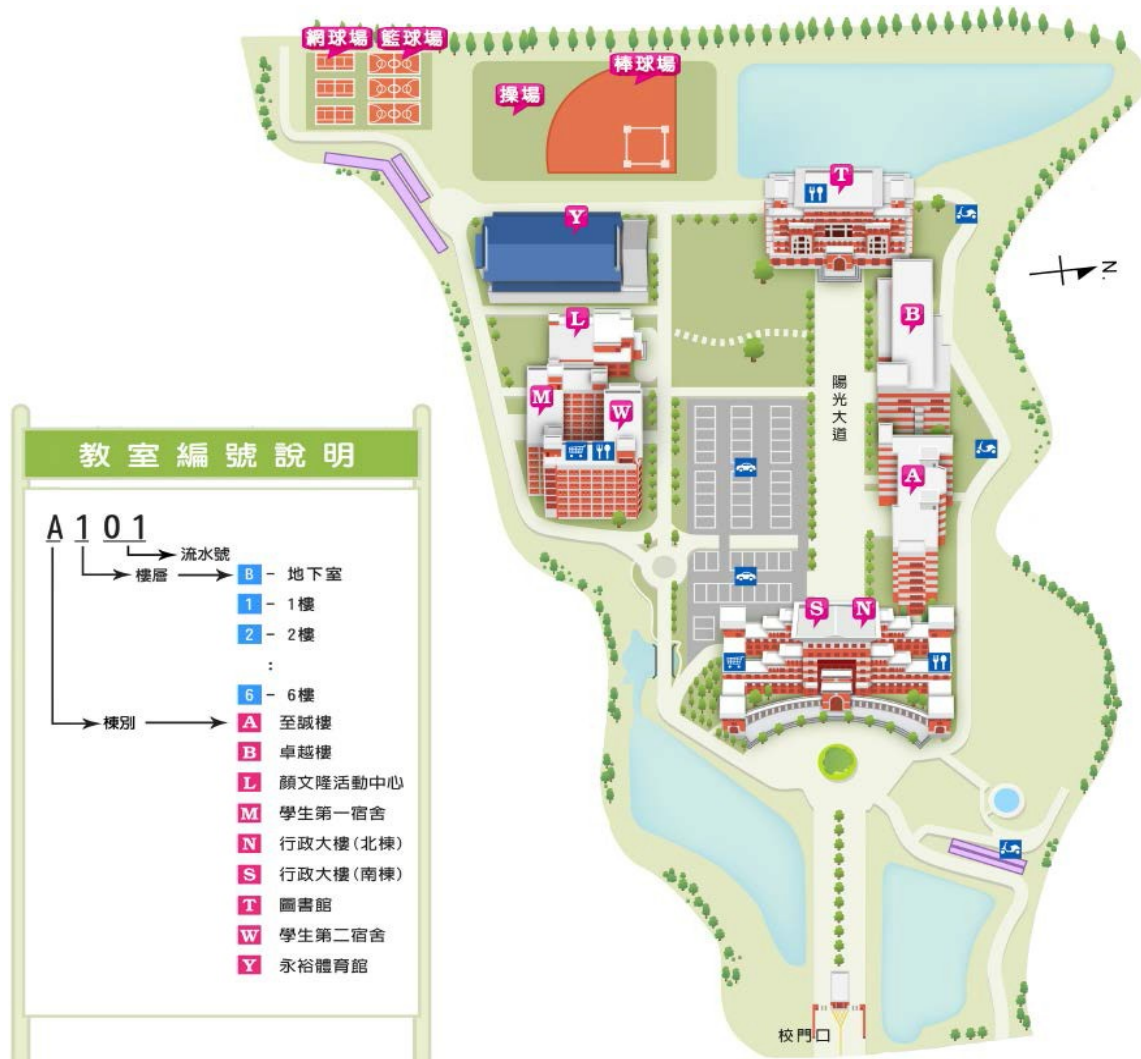 網球場 籃球場
棒球場
操場
T
Y
N
B
L
陽光大道
M
W
A
S N
校門口
教室編號說明
A 1 01
流水號
樓層
B - 地下室
1 - 1樓
2 - 2樓
:
6 - 6樓
棟別
A 至誠樓
B 卓越樓
L 顏文隆活動中心
M 學生第一宿舍
N 行政大樓(北棟)
S 行政大樓(南棟)
T 圖書館
W 學生第二宿舍
Y 永裕體育館